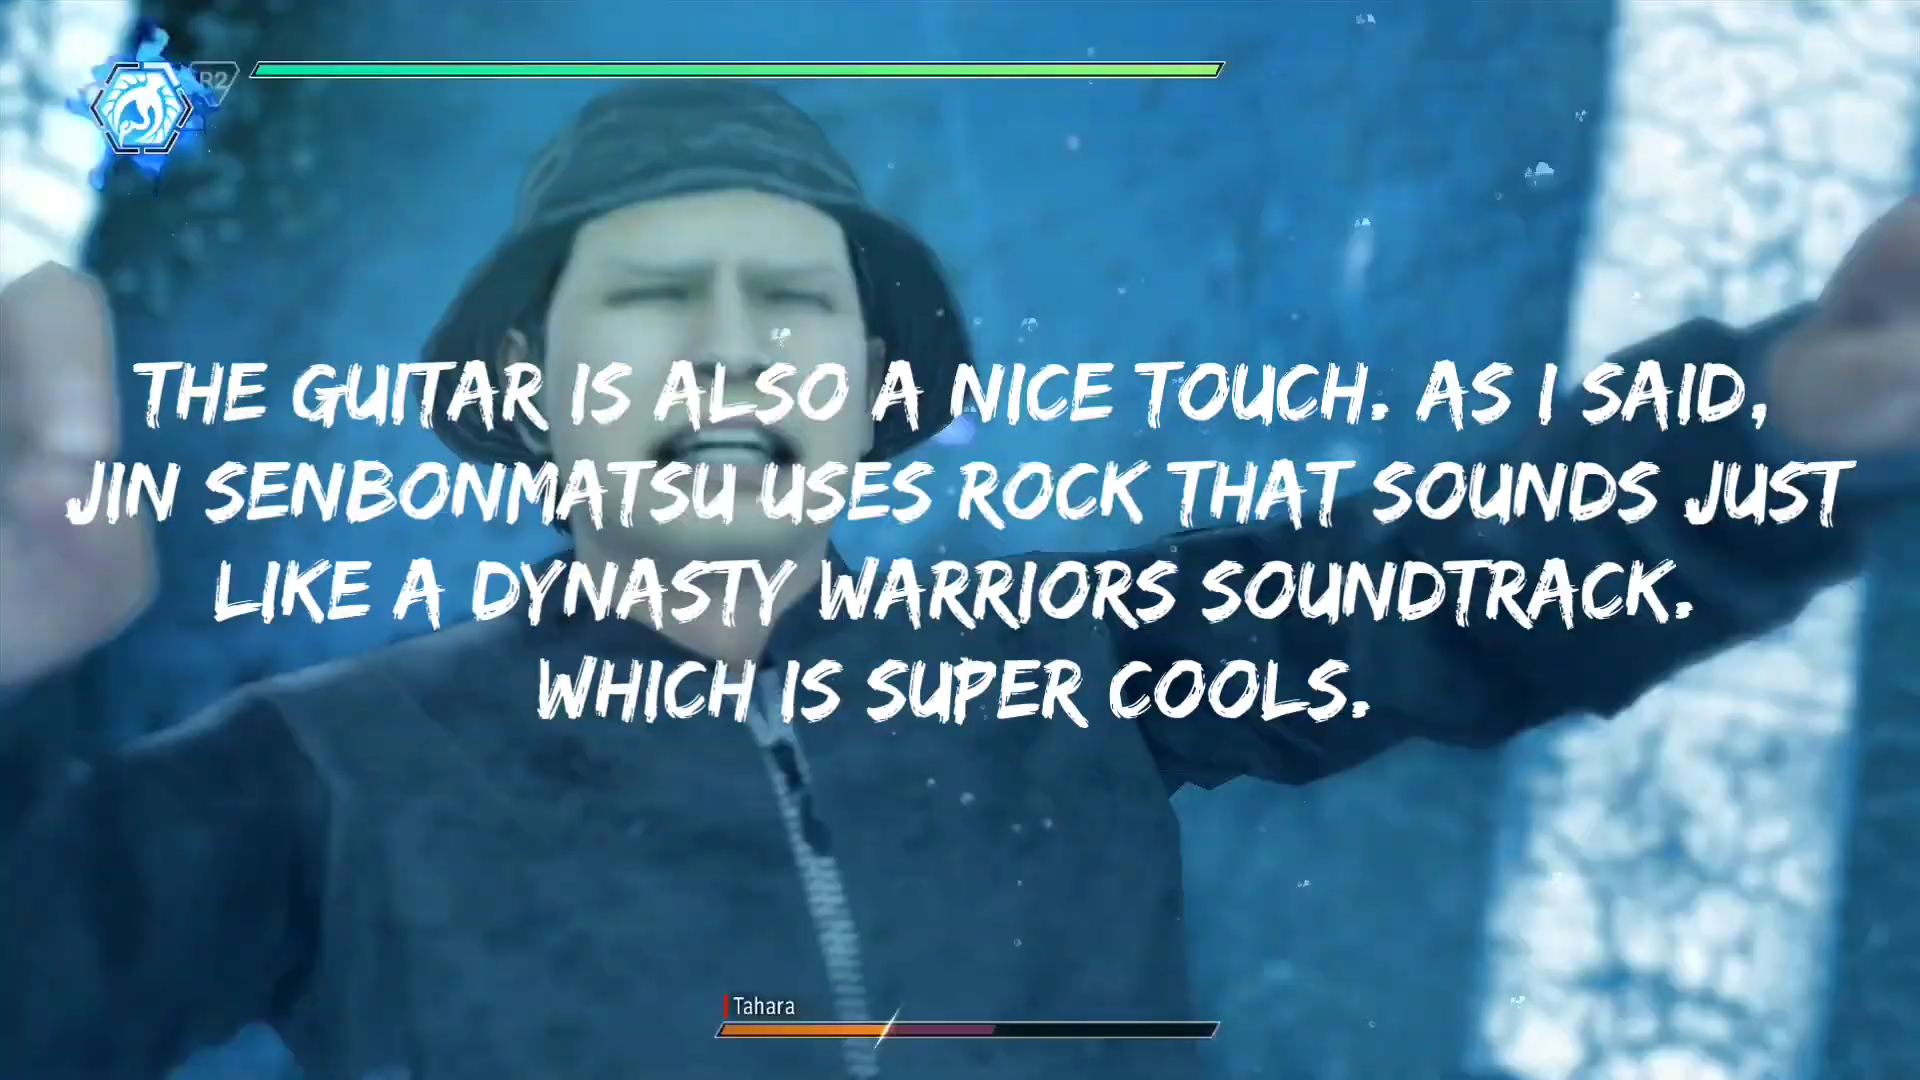 R2
THE GUITAR IS ALSO A NICE TOUCH. AS I SAID,
JIN SENBONMATSU USES ROCK THAT SOUNDS JUST
LIKE A DYNASTY WARRIORS SOUNDTRACK.
WHICH IS SUPER COOLS.
Tahara